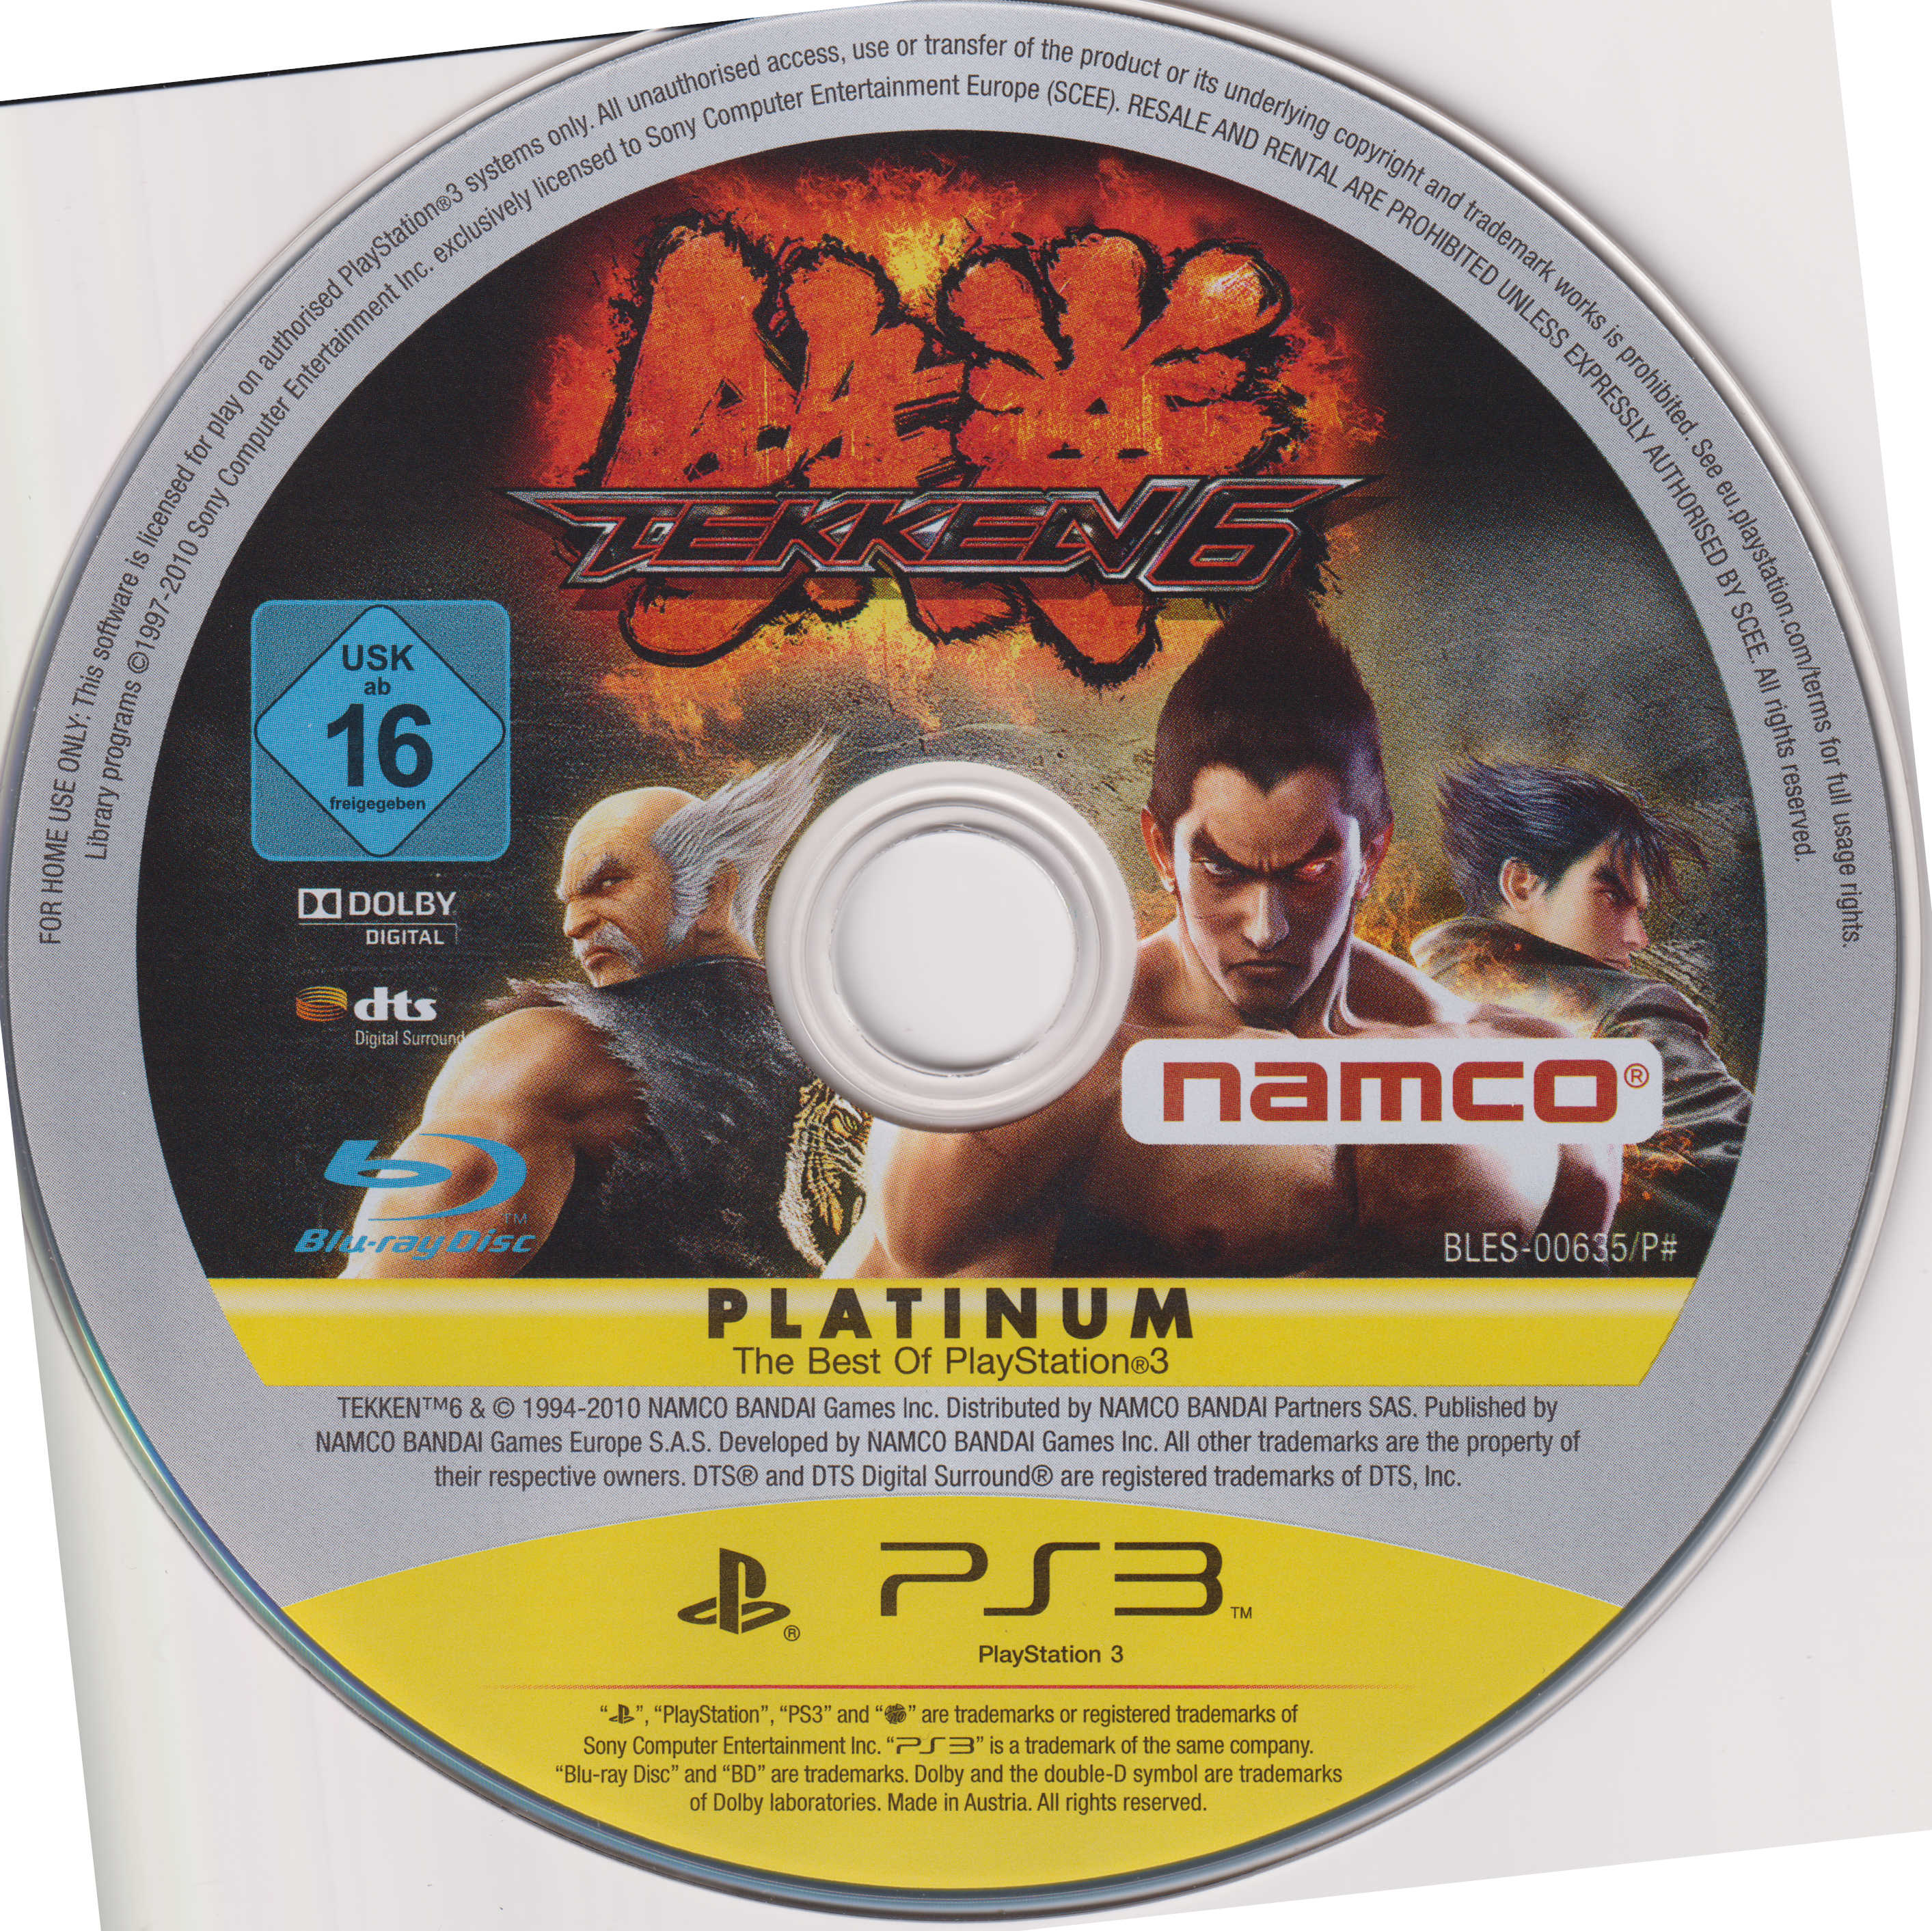 FOR HOME USE ONLY: This software is licensed for play on authorised PlayStation®3 systems only. All unauthorised access, use or transfer of the product or its underlying copyright and trademark works is prohibited. See eu.playstation.com/terms for full usage rights.
Library programs ©1997-2010 Sony Computer Entertainment Inc. exclusively licensed to Sony Computer Entertainment Europe (SCEE). RESALE AND RENTAL ARE PROHIBITED UNLESS EXPRESSLY AUTHORISED BY SCEE. All rights reserved.
鉄拳
TEKKEN 6
USK
ab
16
freigegeben
DOLBY
DIGITAL
dts
Digital Surround
namco®
Blu-ray Disc™
BLES-00635/P#
PLATINUM
The Best Of PlayStation®3
TEKKEN™6 & © 1994-2010 NAMCO BANDAI Games Inc. Distributed by NAMCO BANDAI Partners SAS. Published by
NAMCO BANDAI Games Europe S.A.S. Developed by NAMCO BANDAI Games Inc. All other trademarks are the property of
their respective owners. DTS® and DTS Digital Surround® are registered trademarks of DTS, Inc.
® PS3™
PlayStation 3
“ ”, “PlayStation”, “PS3” and “ ” are trademarks or registered trademarks of
Sony Computer Entertainment Inc. “PS3” is a trademark of the same company.
“Blu-ray Disc” and “BD” are trademarks. Dolby and the double-D symbol are trademarks
of Dolby laboratories. Made in Austria. All rights reserved.